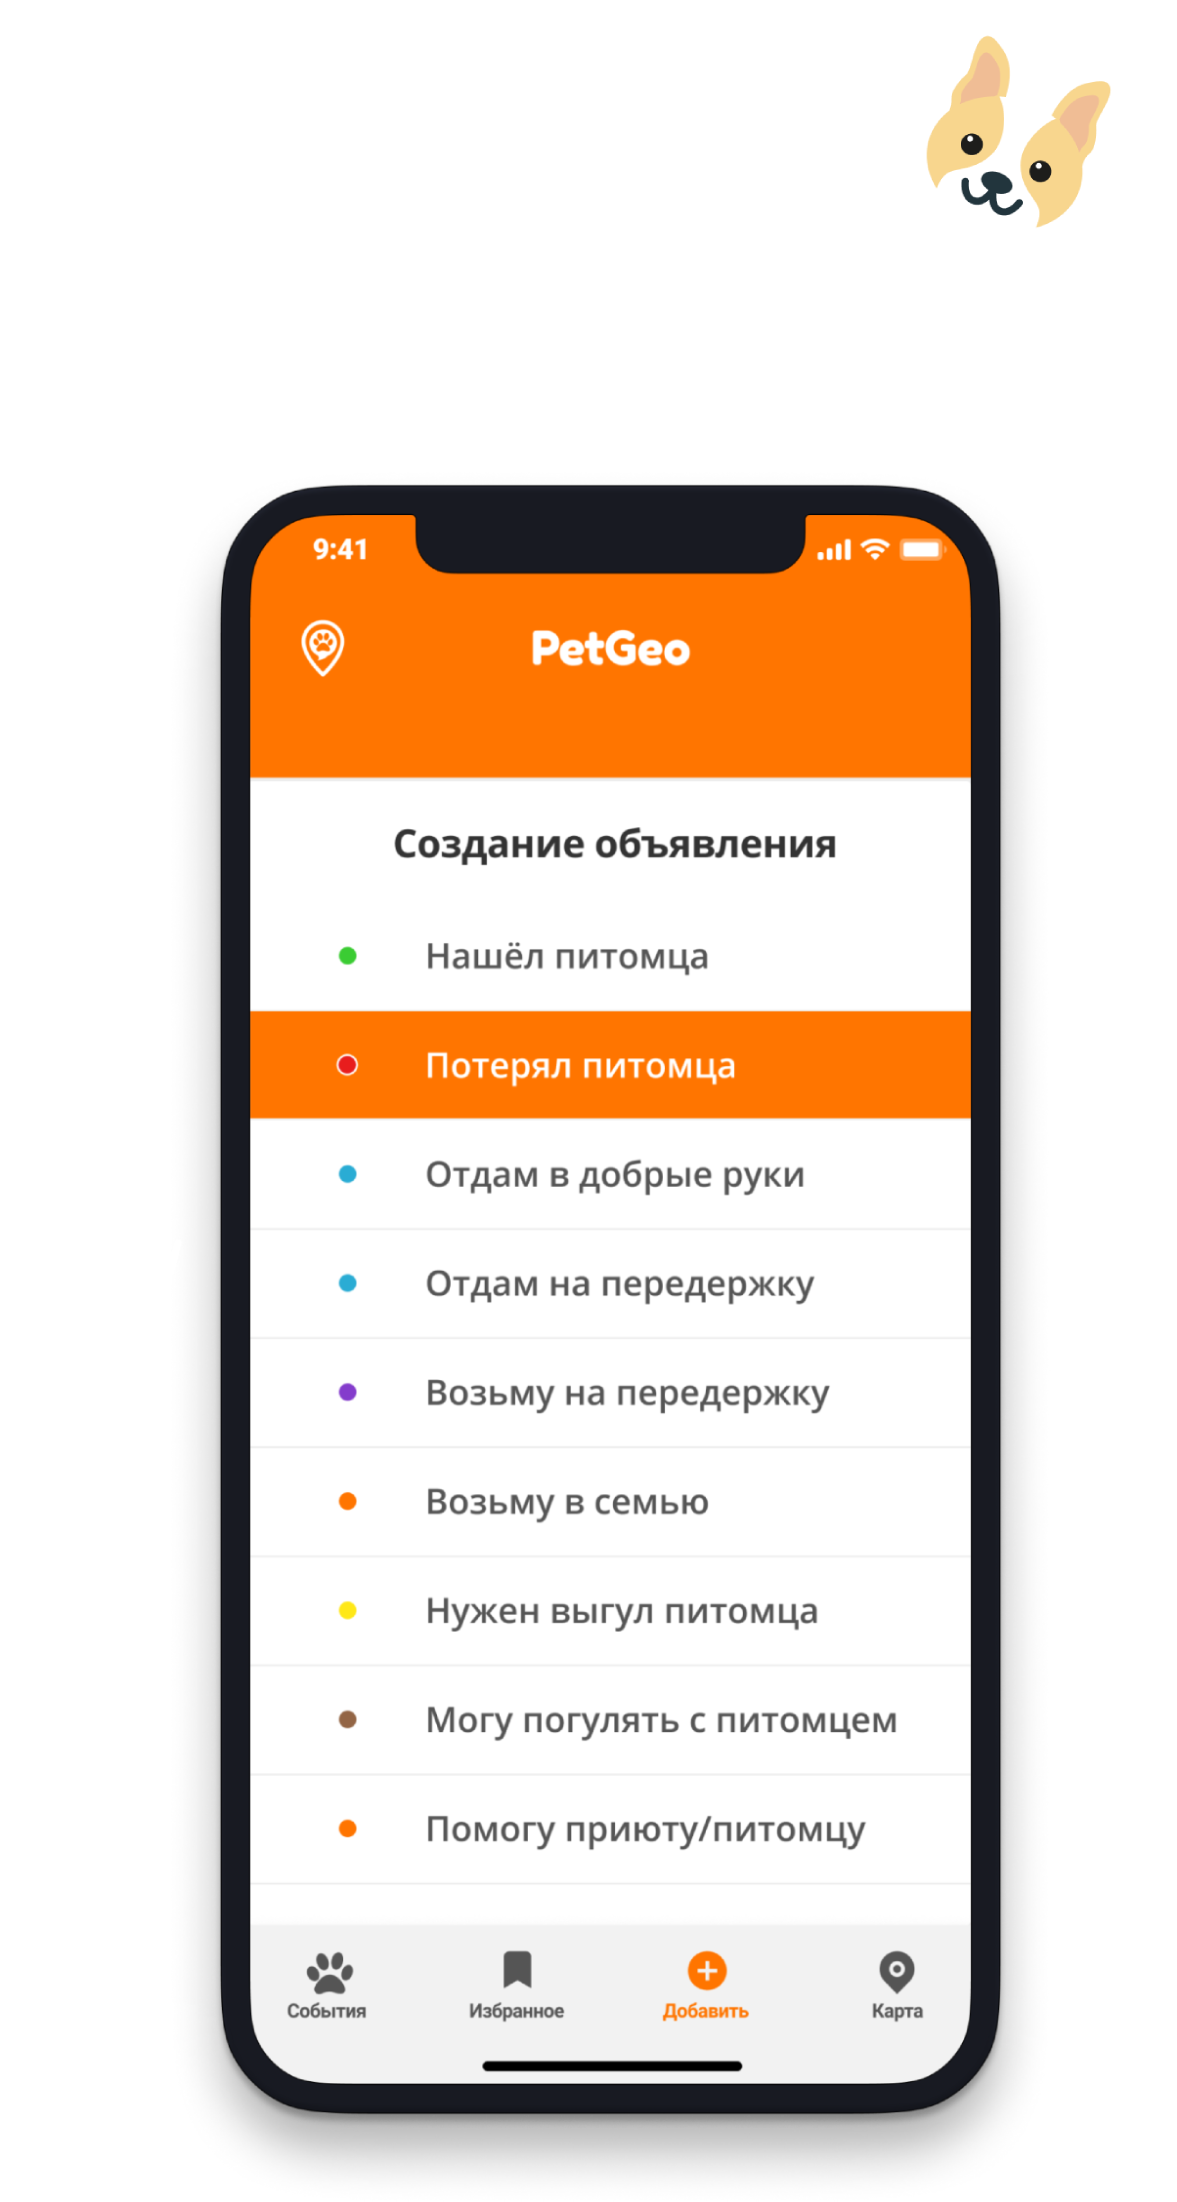 9:41
PetGeo
Создание объявления
Нашёл питомца
Потерял питомца
Отдам в добрые руки
Отдам на передержку
Возьму на передержку
Возьму в семью
Нужен выгул питомца
Могу погулять с питомцем
Помогу приюту/питомцу
События
Избранное
Добавить
Карта